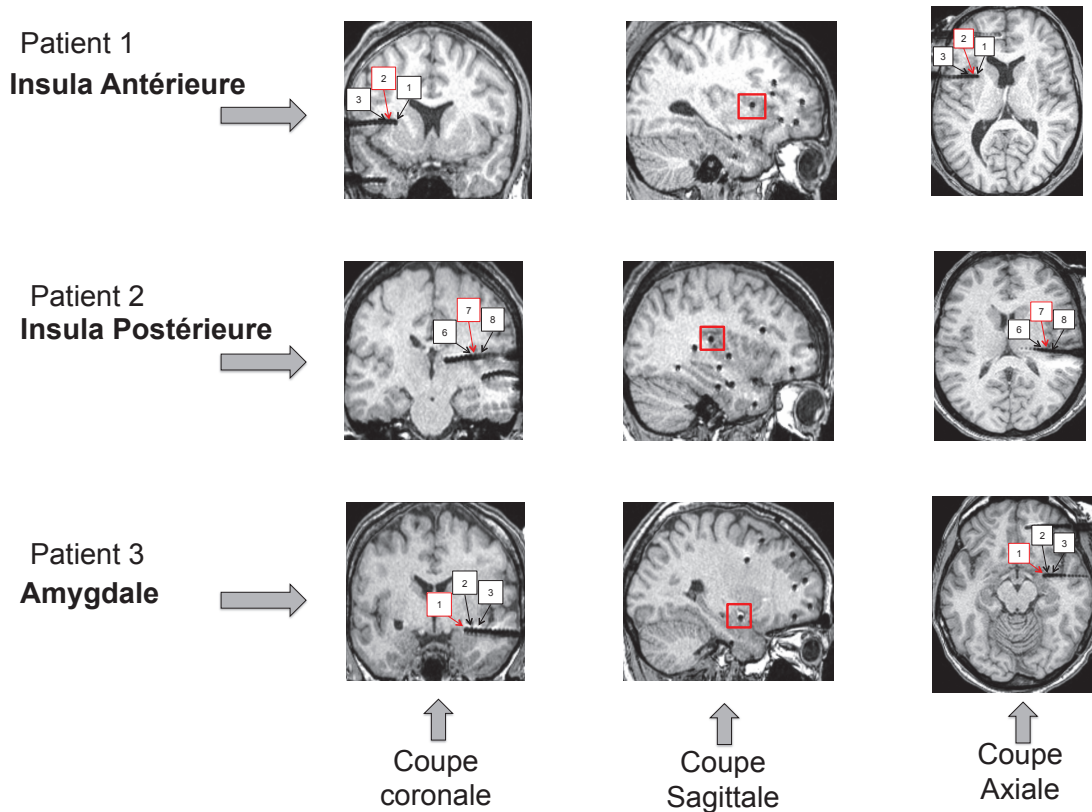 Patient 1
Insula Antérieure
3
2
1
2
3
1
Patient 2
Insula Postérieure
6
7
8
7
6
8
Patient 3
Amygdale
1
2
3
1
2
3
Coupe
coronale
Coupe
Sagittale
Coupe
Axiale